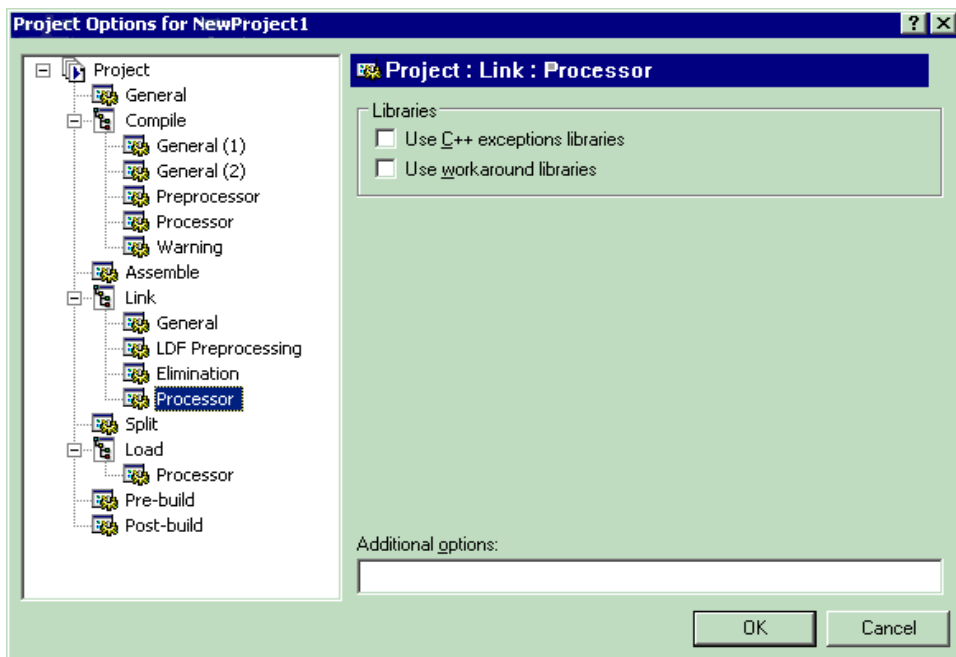 Project Options for NewProject1
Project
General
Compile
General (1)
General (2)
Preprocessor
Processor
Warning
Assemble
Link
General
LDF Preprocessing
Elimination
Processor
Split
Load
Processor
Pre-build
Post-build
Project : Link : Processor
Libraries
Use C++ exceptions libraries
Use workaround libraries
Additional options:
OK
Cancel